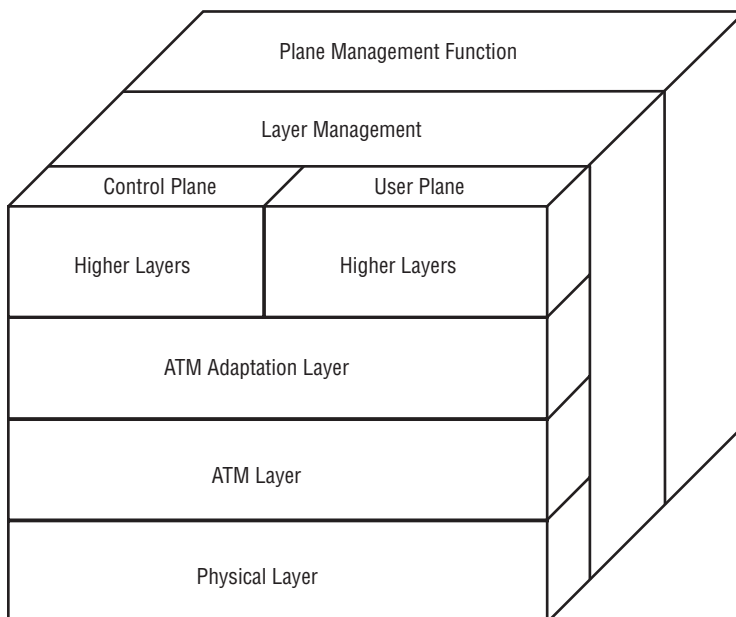 Plane Management Function
Layer Management
Control Plane
User Plane
Higher Layers
Higher Layers
ATM Adaptation Layer
ATM Layer
Physical Layer